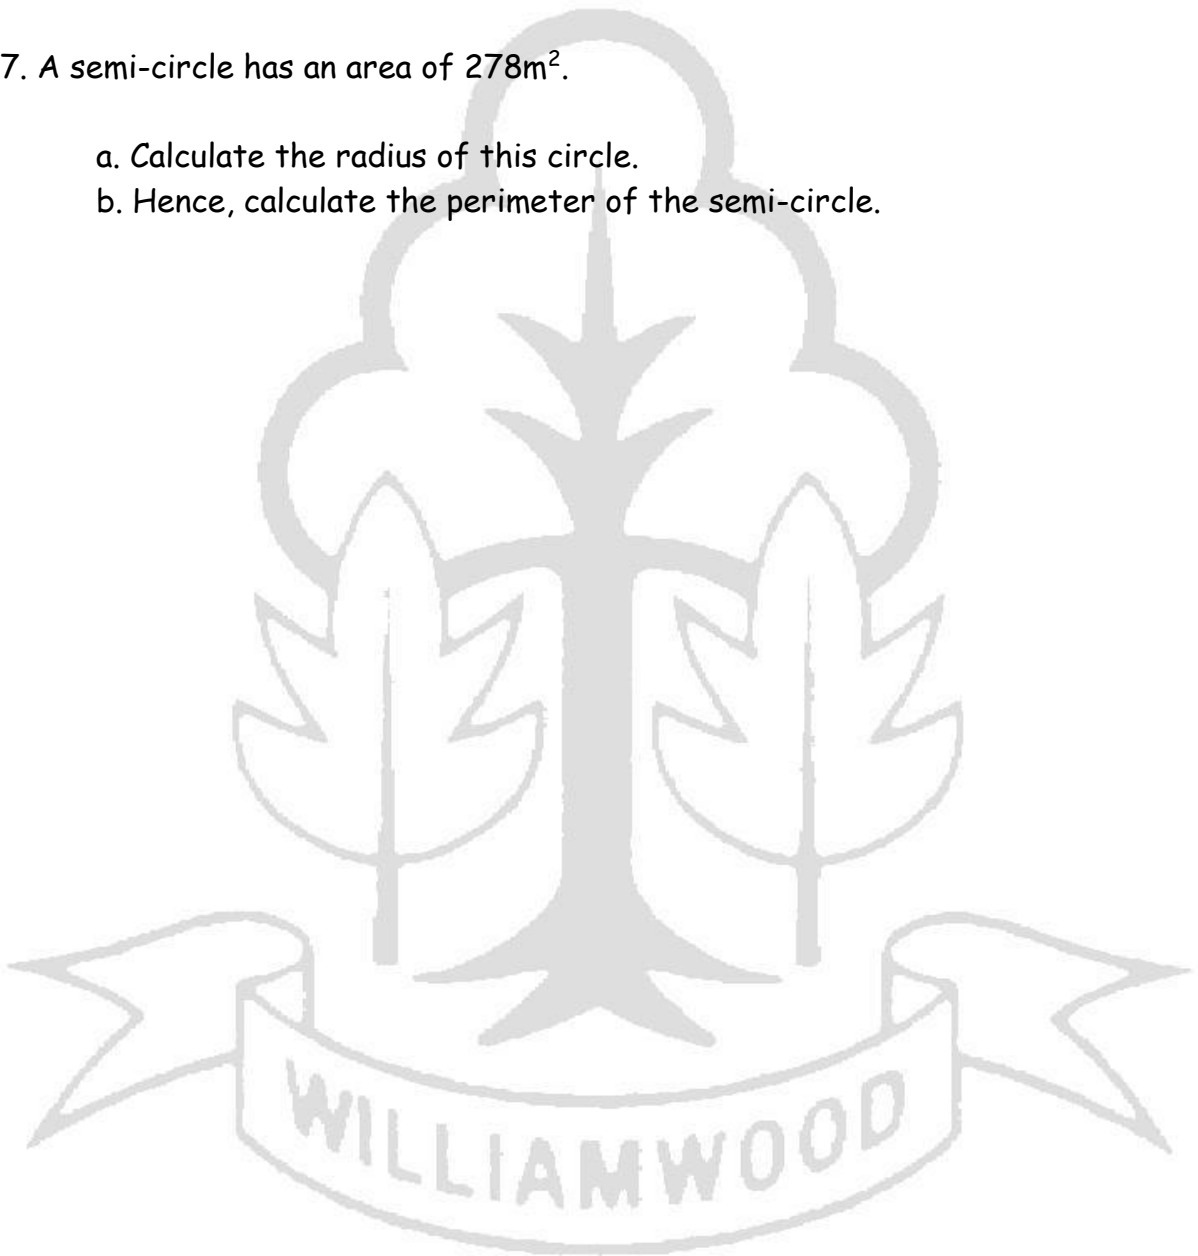 7. A semi-circle has an area of 278m².
a. Calculate the radius of this circle.
b. Hence, calculate the perimeter of the semi-circle.
WILLIAMWOOD